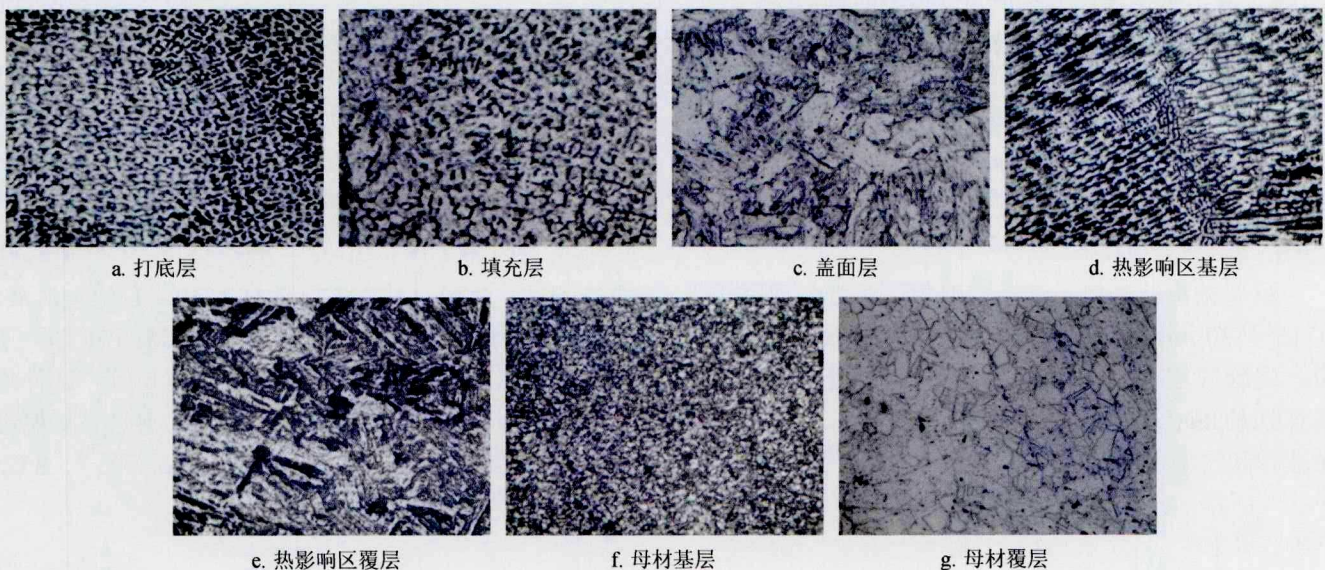 a. 打底层
b. 填充层
c. 盖面层
d. 热影响区基层
e. 热影响区覆层
f. 母材基层
g. 母材覆层